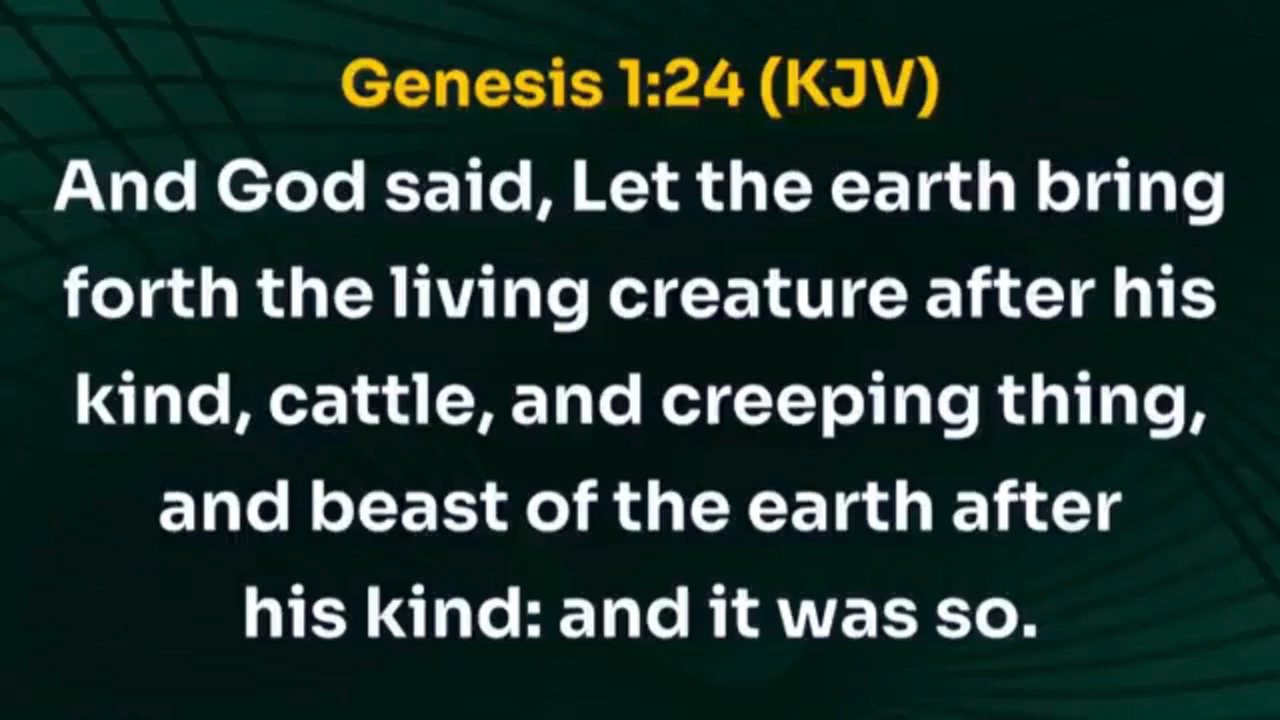 Genesis 1:24 (KJV)
And God said, Let the earth bring
forth the living creature after his
kind, cattle, and creeping thing,
and beast of the earth after
his kind: and it was so.